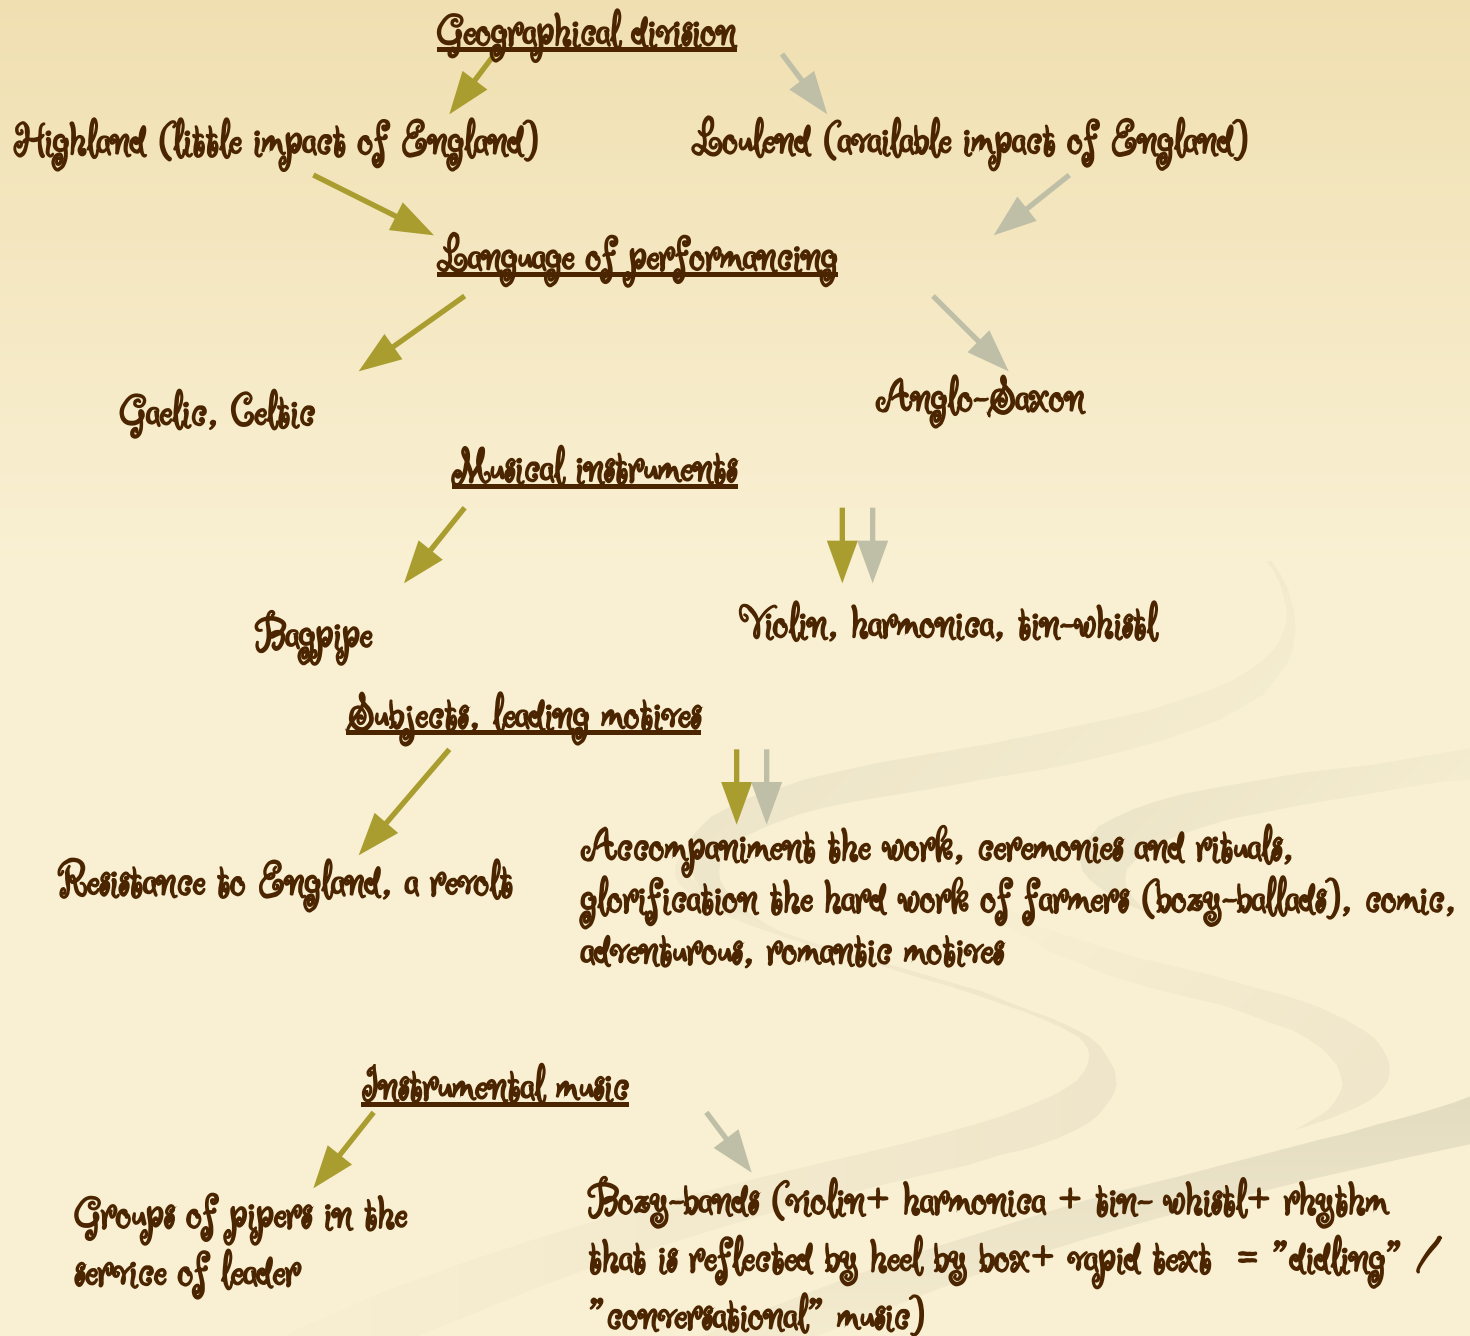 Geographical division
Highland (little impact of England)
Loulend (available impact of England)
Language of performancing
Gaelic, Celtic
Anglo-Saxon
Musical instruments
Bagpipe
Violin, harmonica, tin-whistl
Subjects, leading motives
Resistance to England, a revolt
Accompaniment the work, ceremonies and rituals,
glorification the hard work of farmers (bozy-ballads), comic,
adventurous, romantic motives
Instrumental music
Groups of pipers in the
service of leader
Bozy-bands (violin+ harmonica + tin- whistl+ rhythm
that is reflected by heel by box+ rapid text = "didling" /
"conversational" music)